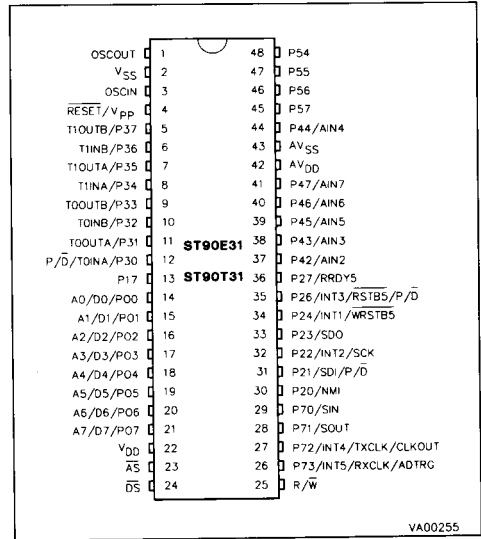 OSCOUT 1 48 P54
VSS 2 47 P55
OSCIN 3 46 P56
RESET/VPP 4 45 P57
T1OUTB/P37 5 44 P44/AIN4
T1INB/P36 6 43 AVSS
T1OUTA/P35 7 42 AVDD
T1INA/P34 8 41 P47/AIN7
T0OUTB/P33 9 40 P46/AIN6
T0INB/P32 10 39 P45/AIN5
T0OUTA/P31 11 ST90E31 38 P43/AIN3
P/D/T0INA/P30 12 37 P42/AIN2
P17 13 ST90T31 36 P27/RRDY5
A0/D0/P00 14 35 P26/INT3/RSTB5/P/D
A1/D1/P01 15 34 P24/INT1/WRSTB5
A2/D2/P02 16 33 P23/SDO
A3/D3/P03 17 32 P22/INT2/SCK
A4/D4/P04 18 31 P21/SDI/P/D
A5/D5/P05 19 30 P20/NMI
A6/D6/P06 20 29 P70/SIN
A7/D7/P07 21 28 P71/SOUT
VDD 22 27 P72/INT4/TXCLK/CLKOUT
AS 23 26 P73/INT5/RXCLK/ADTRG
DS 24 25 R/W
VA00255